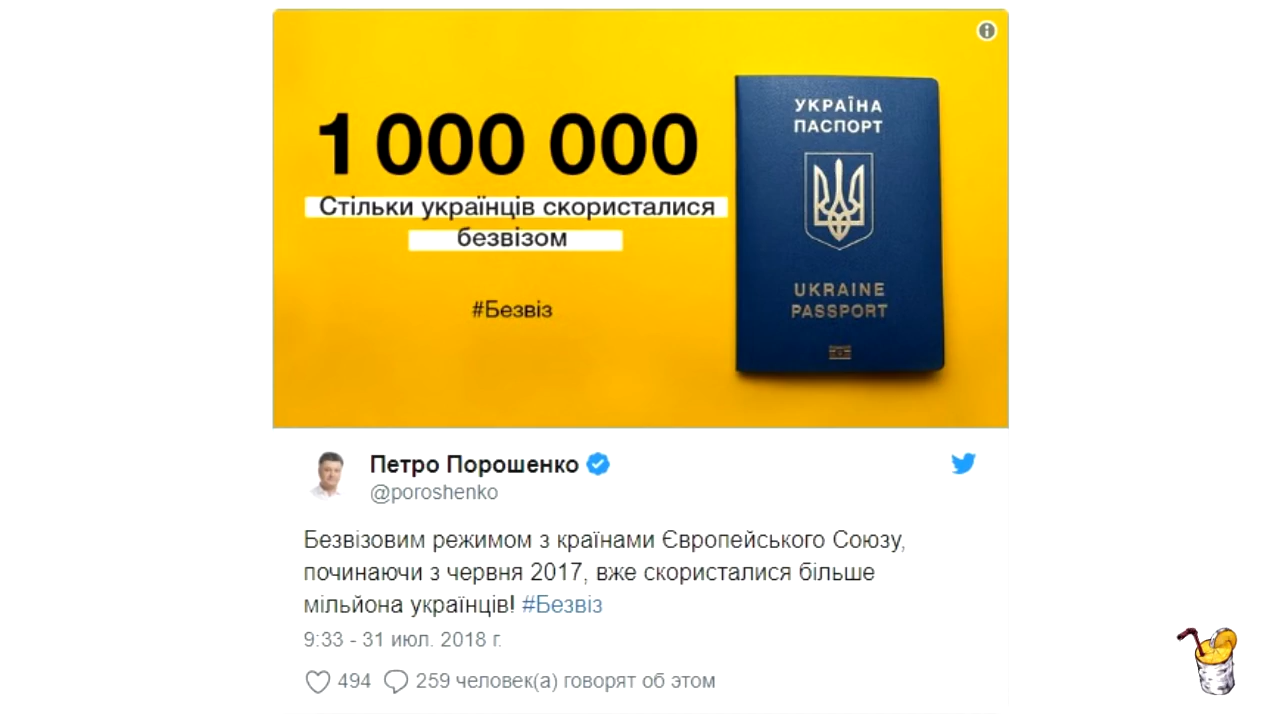 1 000 000
Стільки українців скористалися
безвізом
#Безвіз
УКРАЇНА
ПАСПОРТ
UKRAINE
PASSPORT
Петро Порошенко
@poroshenko
Безвізовим режимом з країнами Європейського Союзу,
починаючи з червня 2017, вже скористалися більше
мільйона українців! #Безвіз
9:33 - 31 июл. 2018 г.
494 259 человек(а) говорят об этом